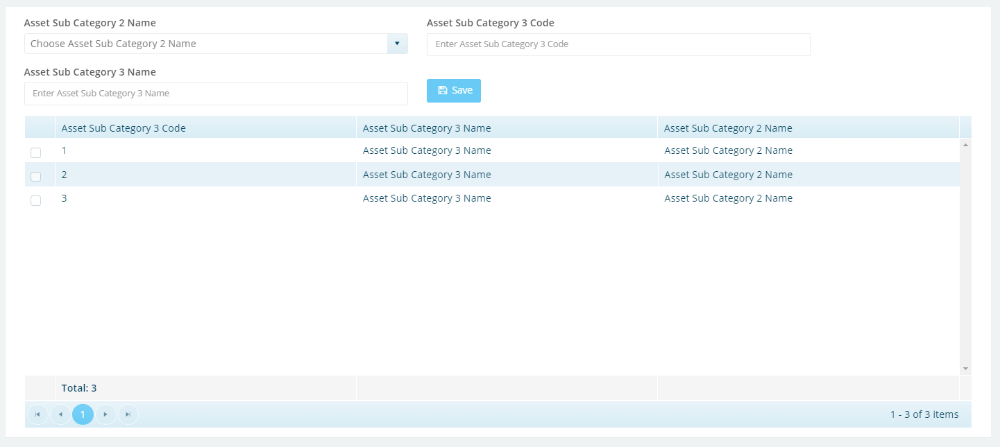 Asset Sub Category 2 Name
Asset Sub Category 3 Code
Choose Asset Sub Category 2 Name
Enter Asset Sub Category 3 Code
Asset Sub Category 3 Name
Enter Asset Sub Category 3 Name
Save
Asset Sub Category 3 Code Asset Sub Category 3 Name Asset Sub Category 2 Name
1 Asset Sub Category 3 Name Asset Sub Category 2 Name
2 Asset Sub Category 3 Name Asset Sub Category 2 Name
3 Asset Sub Category 3 Name Asset Sub Category 2 Name
Total: 3
1
1 - 3 of 3 items